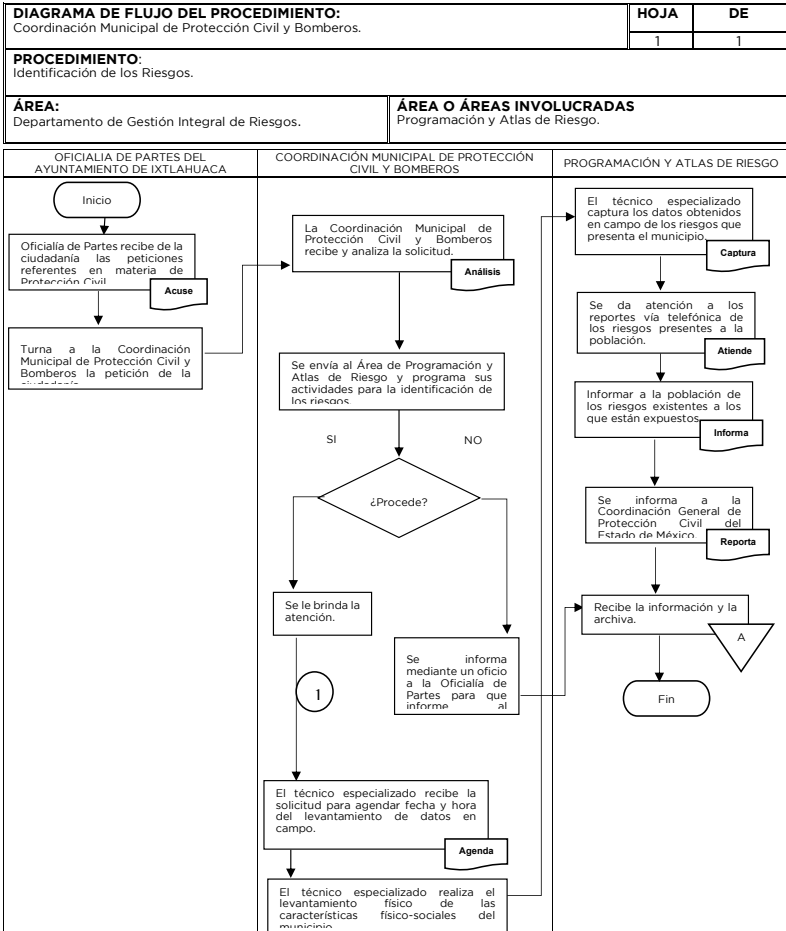 DIAGRAMA DE FLUJO DEL PROCEDIMIENTO:
Coordinación Municipal de Protección Civil y Bomberos.
HOJA DE
1 1
PROCEDIMIENTO:
Identificación de los Riesgos.
ÁREA:
Departamento de Gestión Integral de Riesgos.
ÁREA O ÁREAS INVOLUCRADAS
Programación y Atlas de Riesgo.
OFICIALIA DE PARTES DEL
AYUNTAMIENTO DE IXTLAHUACA
COORDINACIÓN MUNICIPAL DE PROTECCIÓN
CIVIL Y BOMBEROS
PROGRAMACIÓN Y ATLAS DE RIESGO
Inicio
Oficialía de Partes recibe de la
ciudadanía las peticiones
referentes en materia de
Protección Civil
Acuse
Turna a la Coordinación
Municipal de Protección Civil y
Bomberos la petición de la
La Coordinación Municipal de
Protección Civil y Bomberos
recibe y analiza la solicitud.
Análisis
Se envía al Área de Programación y
Atlas de Riesgo y programa sus
actividades para la identificación de
los riesgos.
SI
NO
¿Procede?
Se le brinda la
atención.
1
Se informa
mediante un oficio
a la Oficialía de
Partes para que
informe al
El técnico especializado recibe la
solicitud para agendar fecha y hora
del levantamiento de datos en
campo.
Agenda
El técnico especializado realiza el
levantamiento físico de las
características físico-sociales del
municipio
El técnico especializado
captura los datos obtenidos
en campo de los riesgos que
presenta el municipio.
Captura
Se da atención a los
reportes vía telefónica de
los riesgos presentes a la
población.
Atiende
Informar a la población de
los riesgos existentes a los
que están expuestos
Informa
Se informa a la
Coordinación General de
Protección Civil del
Estado de México.
Reporta
Recibe la información y la
archiva.
A
Fin